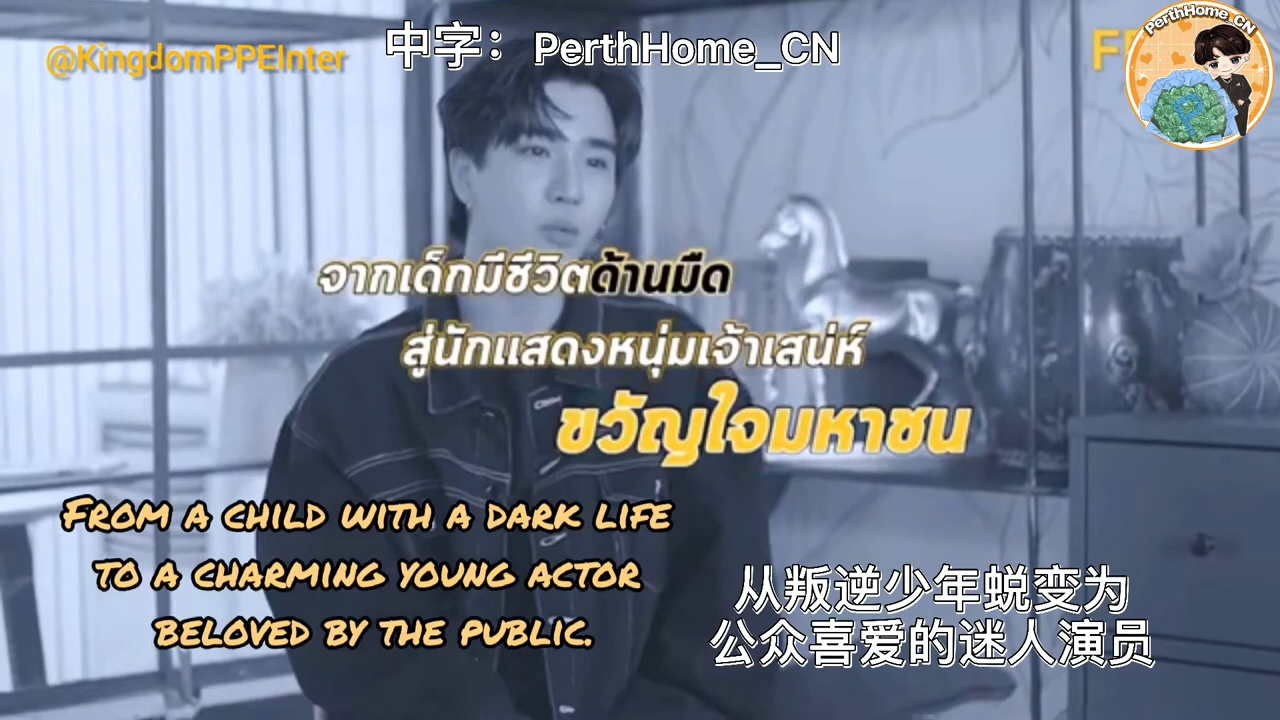 @KingdomPPEInter
中字：PerthHome_CN
PerthHome_CN
จากเด็กมีชีวิตด้านมืด
สู่นักแสดงหนุ่มเจ้าเสน่ห์
ขวัญใจมหาชน
FROM A CHILD WITH A DARK LIFE
TO A CHARMING YOUNG ACTOR
BELOVED BY THE PUBLIC.
从叛逆少年蜕变为
公众喜爱的迷人演员